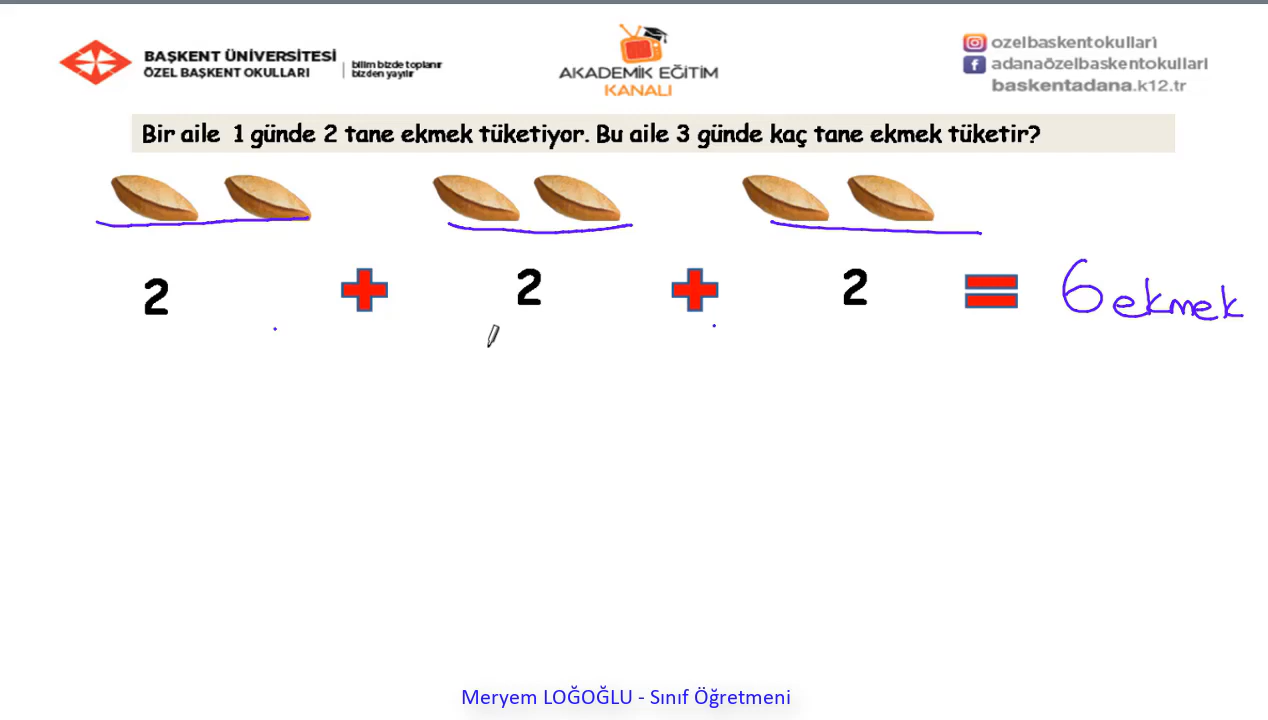 BAŞKENT ÜNİVERSİTESİ
ÖZEL BAŞKENT OKULLARI
bilim bizde toplanır
bizden yayılır
AKADEMİK EĞİTİM
KANALI
ozelbaskentokullarì
adanaözelbaskentokullarì
baskentadana.k12.tr
Bir aile 1 günde 2 tane ekmek tüketiyor. Bu aile 3 günde kaç tane ekmek tüketir?
2 + 2 + 2 = 6 ekmek
Meryem LOĞOĞLU - Sınıf Öğretmeni